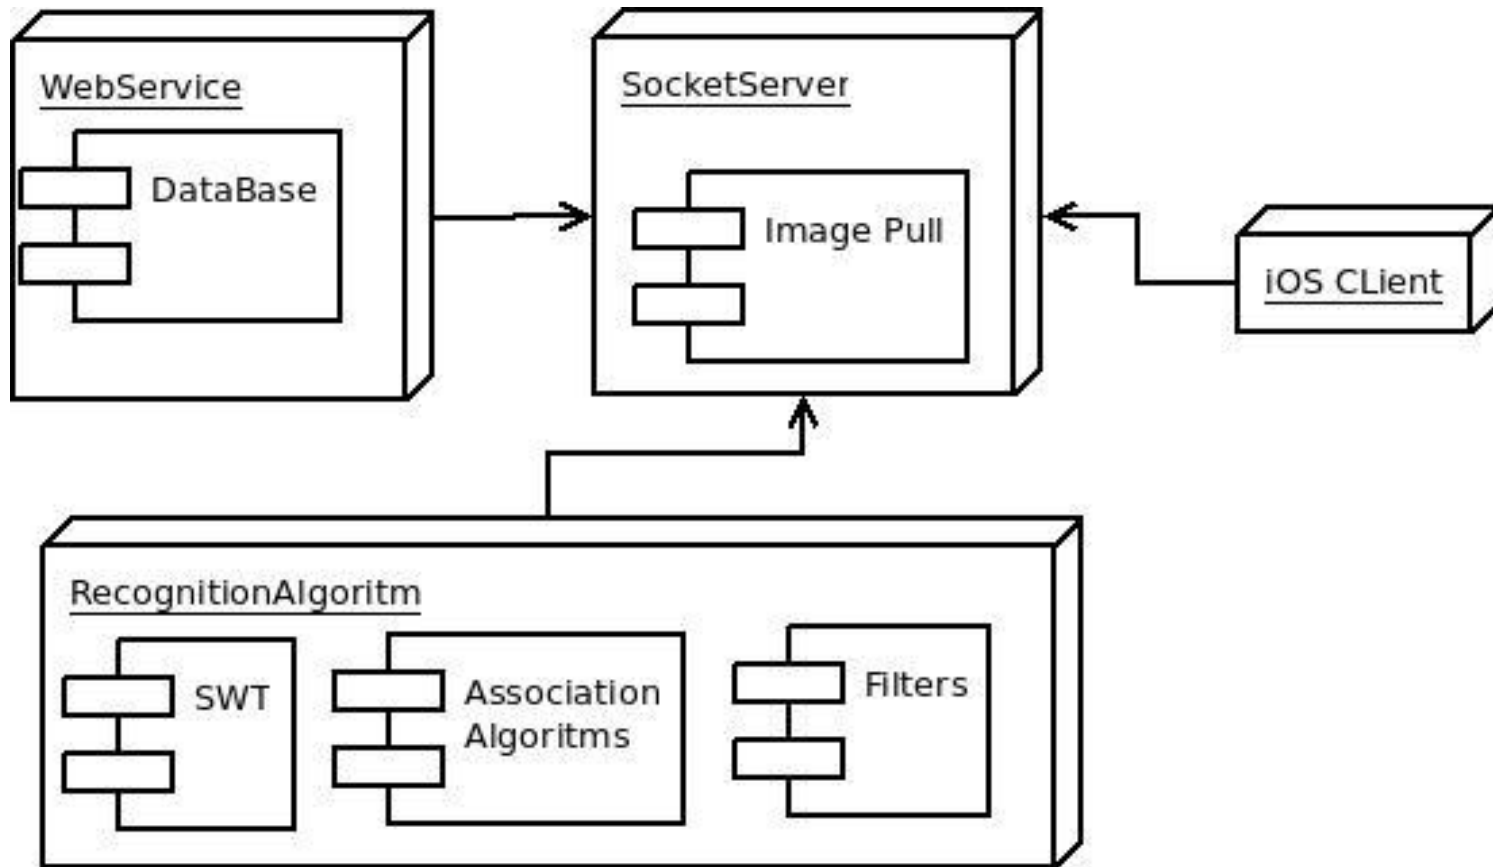 WebService
DataBase
SocketServer
Image Pull
iOS CLient
RecognitionAlgoritm
SWT
Association
Algoritms
Filters